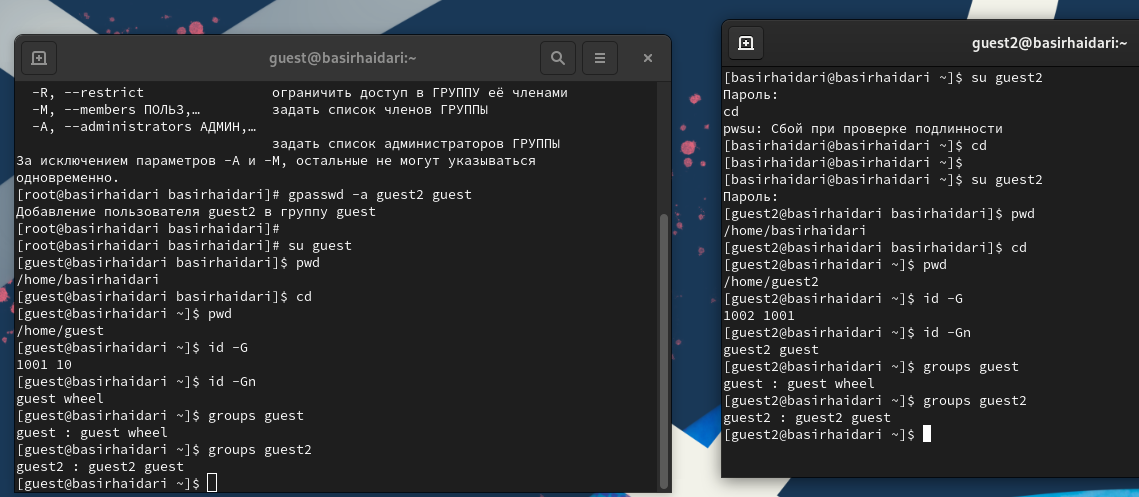 guest@basirhaidari:~
-R, --restrict ограничить доступ в ГРУППУ её членами
-M, --members ПОЛЬЗ,… задать список членов ГРУППЫ
-A, --administrators АДМИН,…
задать список администраторов ГРУППЫ
За исключением параметров -A и -M, остальные не могут указываться
одновременно.
[root@basirhaidari basirhaidari]# gpasswd -a guest2 guest
Добавление пользователя guest2 в группу guest
[root@basirhaidari basirhaidari]#
[root@basirhaidari basirhaidari]# su guest
[guest@basirhaidari basirhaidari]$ pwd
/home/basirhaidari
[guest@basirhaidari basirhaidari]$ cd
[guest@basirhaidari ~]$ pwd
/home/guest
[guest@basirhaidari ~]$ id -G
1001 10
[guest@basirhaidari ~]$ id -Gn
guest wheel
[guest@basirhaidari ~]$ groups guest
guest : guest wheel
[guest@basirhaidari ~]$ groups guest2
guest2 : guest2 guest
[guest@basirhaidari ~]$
guest2@basirhaidari:~
[basirhaidari@basirhaidari ~]$ su guest2
Пароль:
cd
pwsu: Сбой при проверке подлинности
[basirhaidari@basirhaidari ~]$ cd
[basirhaidari@basirhaidari ~]$
[basirhaidari@basirhaidari ~]$ su guest2
Пароль:
[guest2@basirhaidari basirhaidari]$ pwd
/home/basirhaidari
[guest2@basirhaidari basirhaidari]$ cd
[guest2@basirhaidari ~]$ pwd
/home/guest2
[guest2@basirhaidari ~]$ id -G
1002 1001
[guest2@basirhaidari ~]$ id -Gn
guest2 guest
[guest2@basirhaidari ~]$ groups guest
guest : guest wheel
[guest2@basirhaidari ~]$ groups guest2
guest2 : guest2 guest
[guest2@basirhaidari ~]$